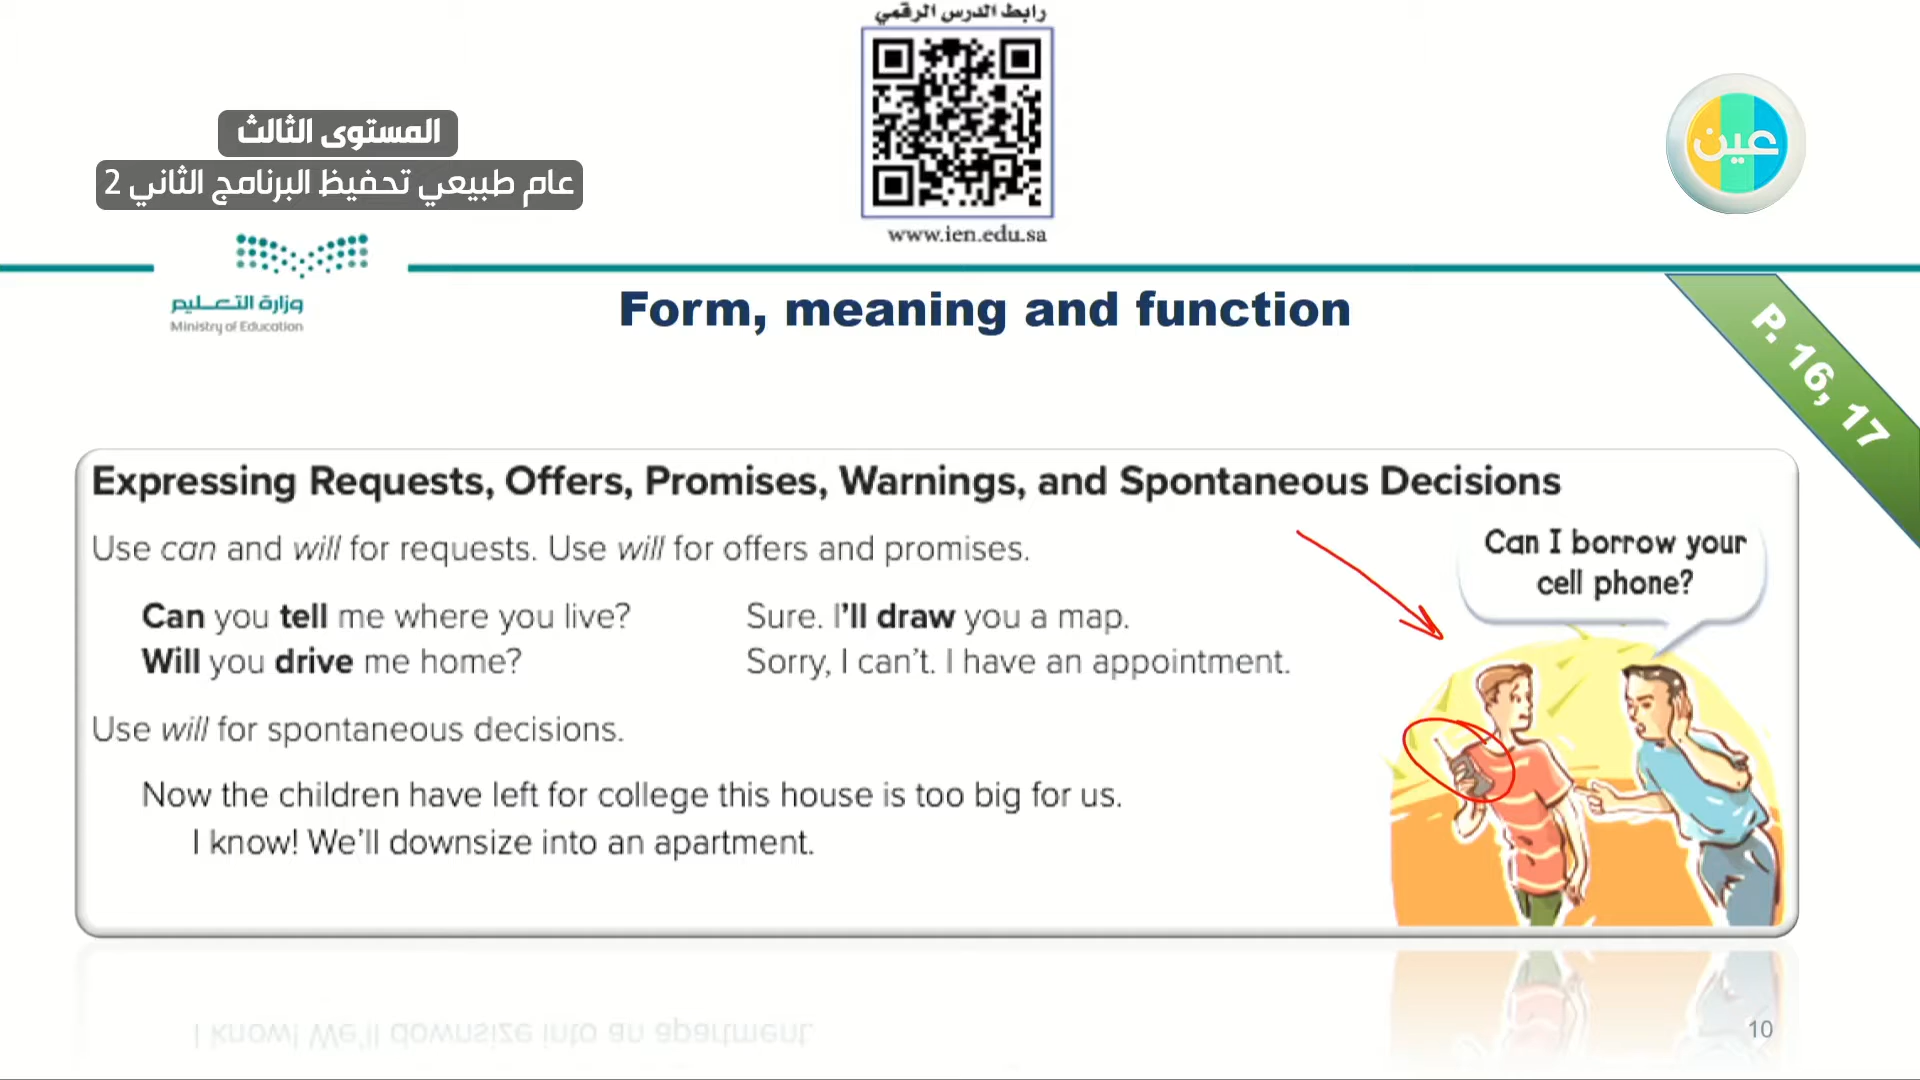 رابط الدرس الرقمي
www.ien.edu.sa
المستوى الثالث
عام طبيعي تحفيظ البرنامج الثاني 2
عين
وزارة التعليم
Ministry of Education
Form, meaning and function
P. 16, 17
Expressing Requests, Offers, Promises, Warnings, and Spontaneous Decisions
Use can and will for requests. Use will for offers and promises.
Can you tell me where you live? Sure. I'll draw you a map.
Will you drive me home? Sorry, I can't. I have an appointment.
Use will for spontaneous decisions.
Now the children have left for college this house is too big for us.
I know! We'll downsize into an apartment.
Can I borrow your
cell phone?
10